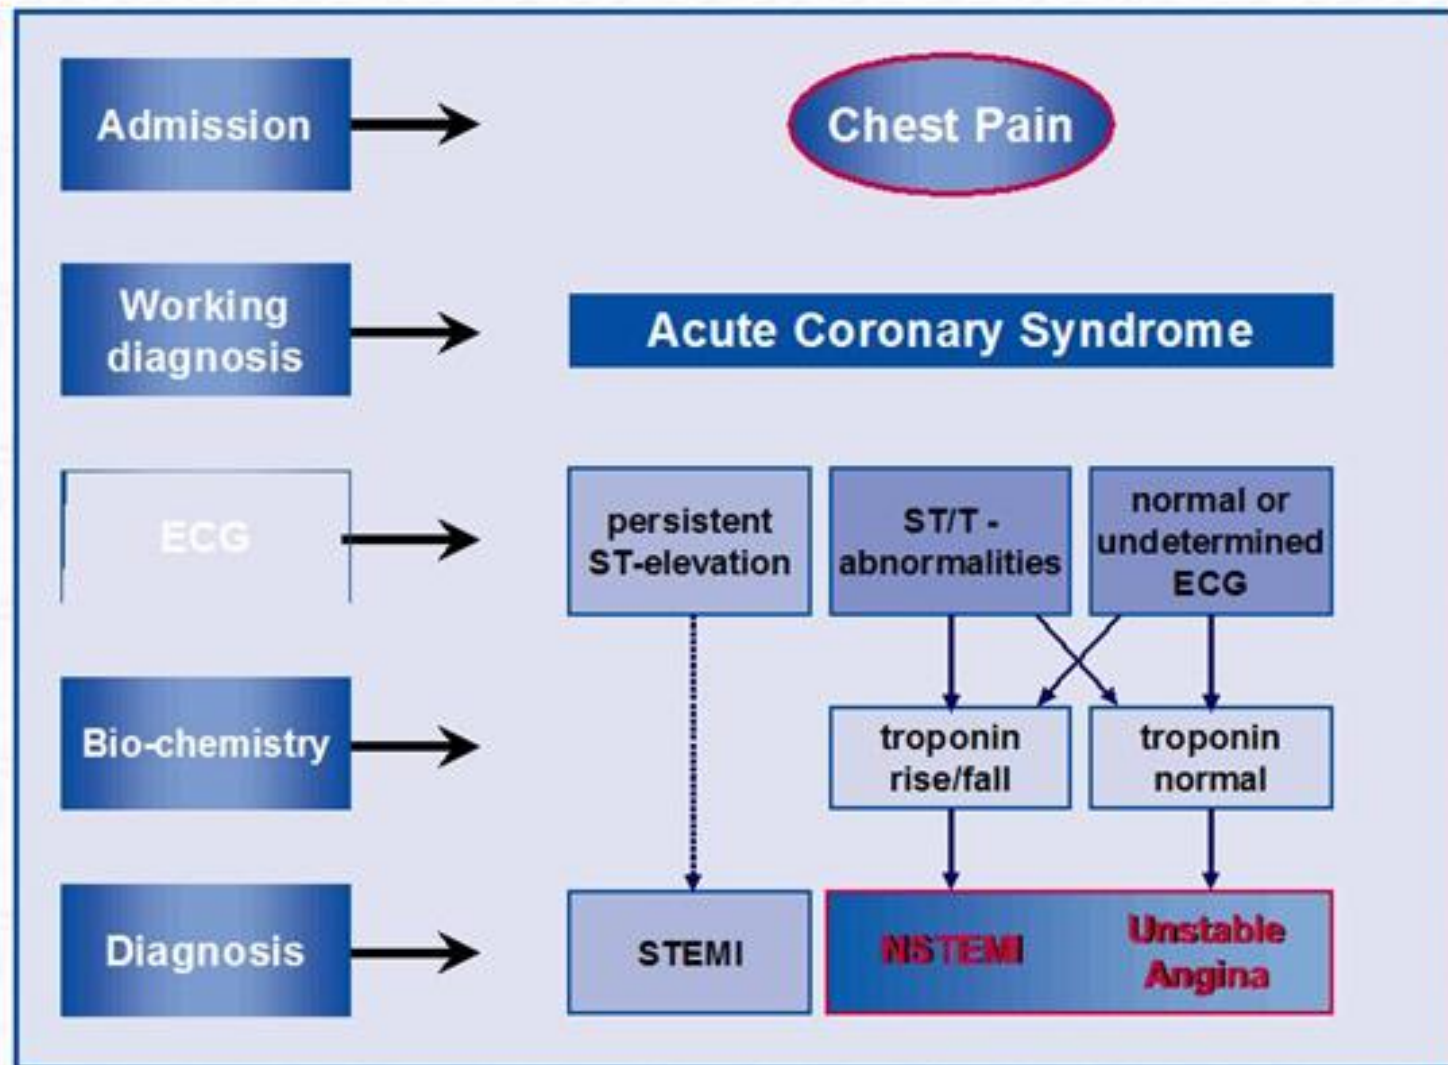 Admission
Chest Pain
Working
diagnosis
Acute Coronary Syndrome
ECG
persistent
ST-elevation
ST/T -
abnormalities
normal or
undetermined
ECG
Bio-chemistry
troponin
rise/fall
troponin
normal
Diagnosis
STEMI
NSTEMI
Unstable
Angina